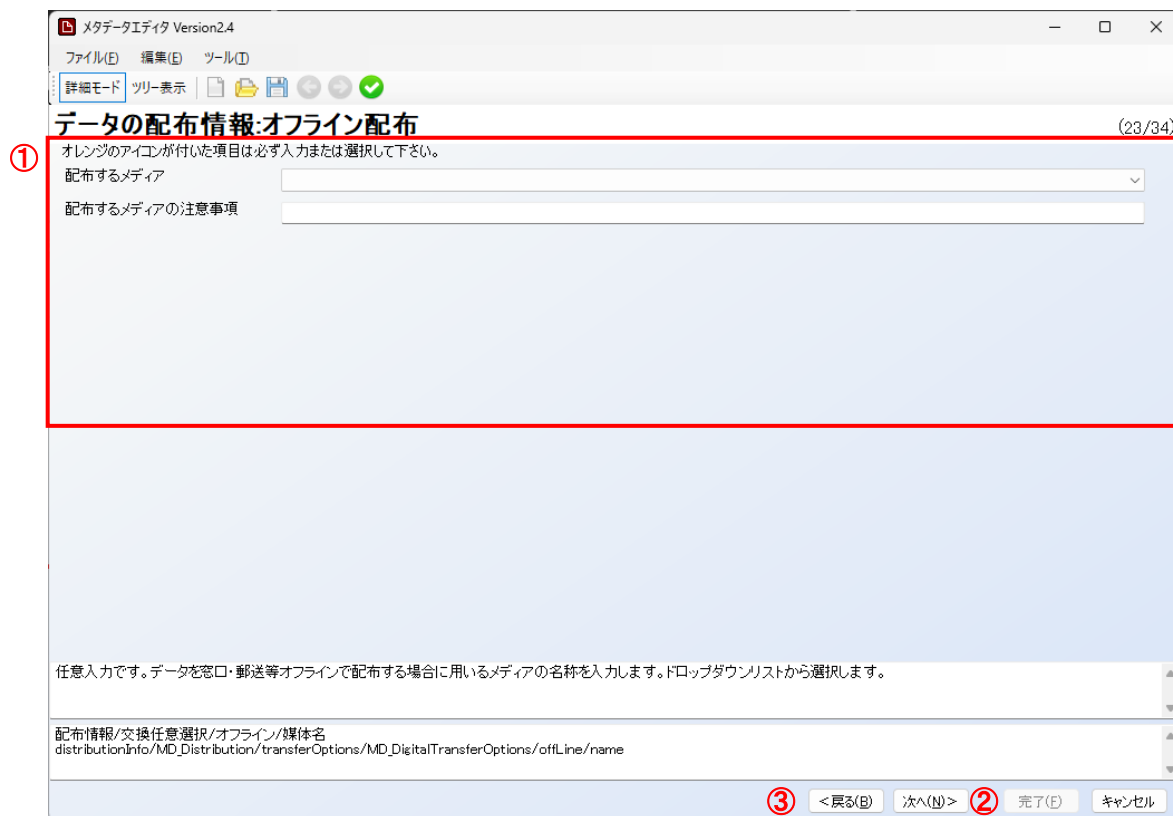 メタデータエディタ Version2.4
ファイル(F) 編集(E) ツール(T)
詳細モード ツリー表示
データの配布情報:オフライン配布
(23/34)
①
オレンジのアイコンが付いた項目は必ず入力または選択して下さい。
配布するメディア
配布するメディアの注意事項
任意入力です。データを窓口・郵送等オフラインで配布する場合に用いるメディアの名称を入力します。ドロップダウンリストから選択します。
配布情報/交換任意選択/オフライン/媒体名
distributionInfo/MD_Distribution/transferOptions/MD_DigitalTransferOptions/offLine/name
③ <戻る(B) 次へ(N)> ② 完了(F) キャンセル